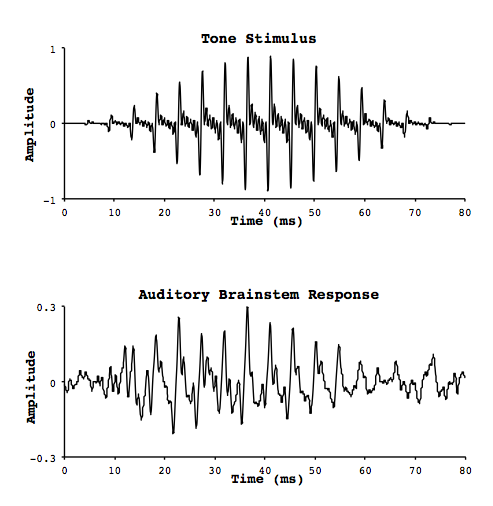 Tone Stimulus
1
0
-1
Amplitude
0 10 20 30 40 50 60 70 80
Time (ms)
Auditory Brainstem Response
0.3
0
-0.3
Amplitude
0 10 20 30 40 50 60 70 80
Time (ms)